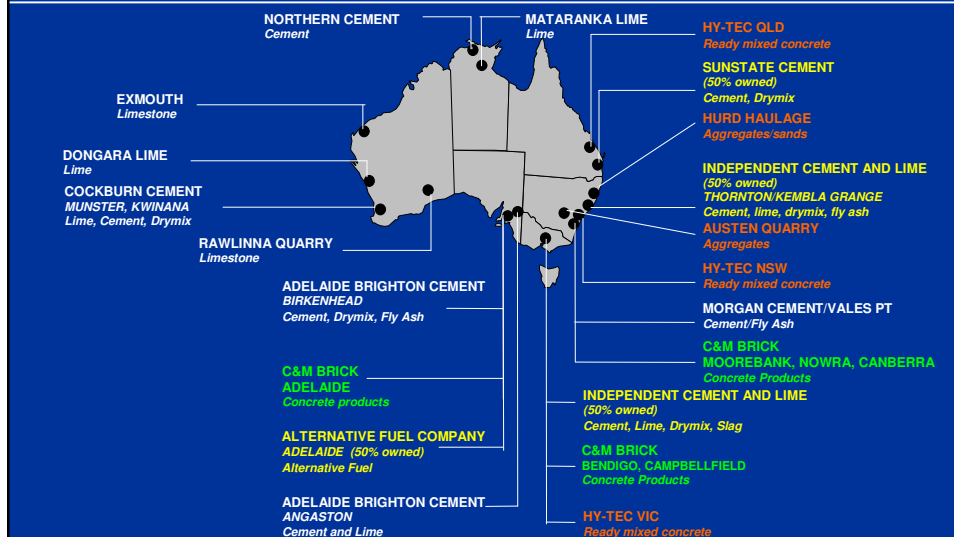 NORTHERN CEMENT
Cement
MATARANKA LIME
Lime
HY-TEC QLD
Ready mixed concrete
SUNSTATE CEMENT
(50% owned)
Cement, Drymix
EXMOUTH
Limestone
HURD HAULAGE
Aggregates/sands
DONGARA LIME
Lime
INDEPENDENT CEMENT AND LIME
(50% owned)
THORNTON/KEMBLA GRANGE
Cement, lime, drymix, fly ash
COCKBURN CEMENT
MUNSTER, KWINANA
Lime, Cement, Drymix
AUSTEN QUARRY
Aggregates
RAWLINNA QUARRY
Limestone
HY-TEC NSW
Ready mixed concrete
ADELAIDE BRIGHTON CEMENT
BIRKENHEAD
Cement, Drymix, Fly Ash
MORGAN CEMENT/VALES PT
Cement/Fly Ash
C&M BRICK
MOOREBANK, NOWRA, CANBERRA
Concrete Products
C&M BRICK
ADELAIDE
Concrete products
INDEPENDENT CEMENT AND LIME
(50% owned)
Cement, Lime, Drymix, Slag
ALTERNATIVE FUEL COMPANY
ADELAIDE (50% owned)
Alternative Fuel
C&M BRICK
BENDIGO, CAMPBELLFIELD
Concrete Products
ADELAIDE BRIGHTON CEMENT
ANGASTON
Cement and Lime
HY-TEC VIC
Ready mixed concrete